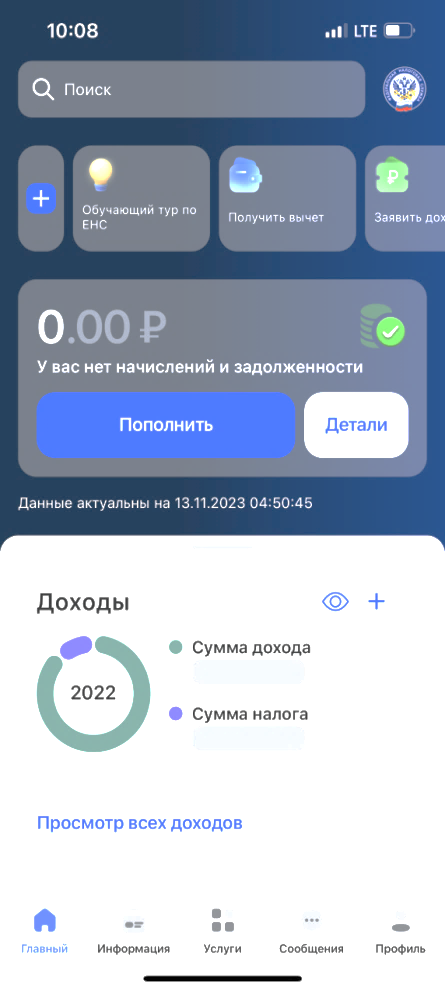 10:08
LTE
Поиск
Обучающий тур по
ЕНС
Получить вычет
Заявить дох
0.00 ₽
У вас нет начислений и задолженности
Пополнить
Детали
Данные актуальны на 13.11.2023 04:50:45
Доходы
2022
Сумма дохода
Сумма налога
Просмотр всех доходов
Главный
Информация
Услуги
Сообщения
Профиль